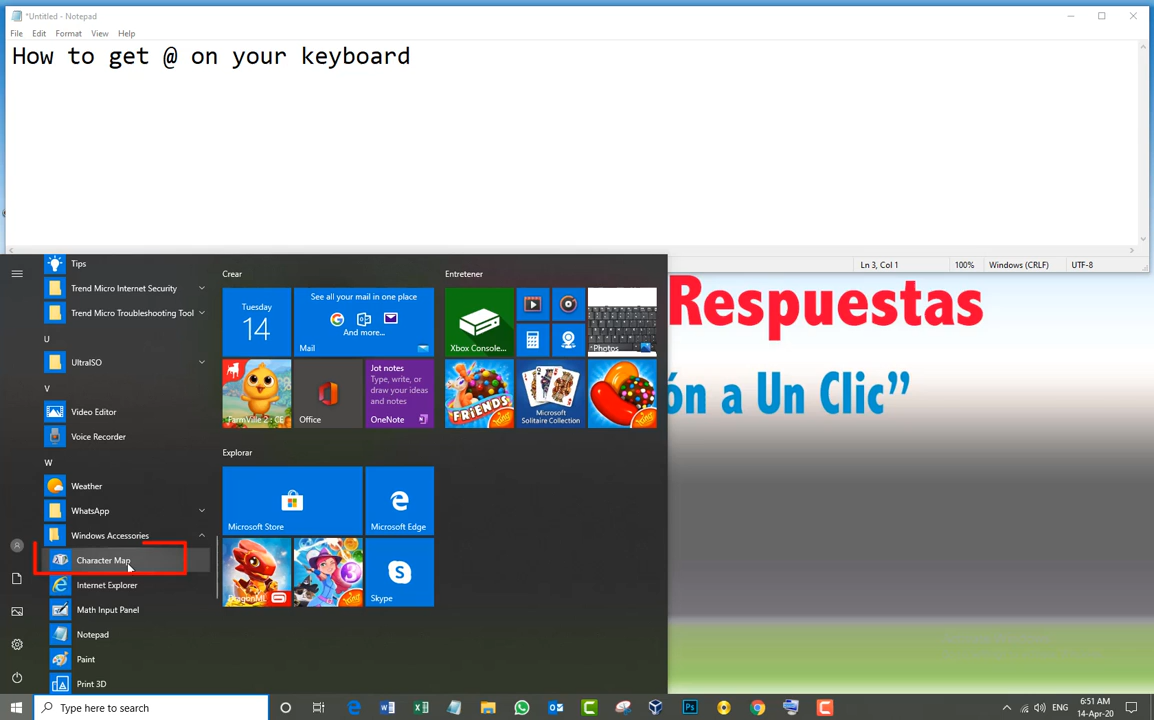 *Untitled - Notepad
File Edit Format View Help
How to get @ on your keyboard
Ln 3, Col 1 100% Windows (CRLF) UTF-8
Tips
Trend Micro Internet Security
Trend Micro Troubleshooting Tool
U
UltraISO
V
Video Editor
Voice Recorder
W
Weather
WhatsApp
Windows Accessories
Character Map
Internet Explorer
Math Input Panel
Notepad
Paint
Print 3D
Crear
Tuesday
14
See all your mail in one place
And more...
Mail
FarmVille 2 : CE
Office
Jot notes
Type, write, or
draw your ideas
and notes
OneNote
Entretener
Xbox Console...
Photos
FRIENDS
Microsoft
Solitaire Collection
Explorar
Microsoft Store
Microsoft Edge
Skype
Respuestas
ón a Un Clic”
Type here to search
ENG
6:51 AM
14-Apr-20